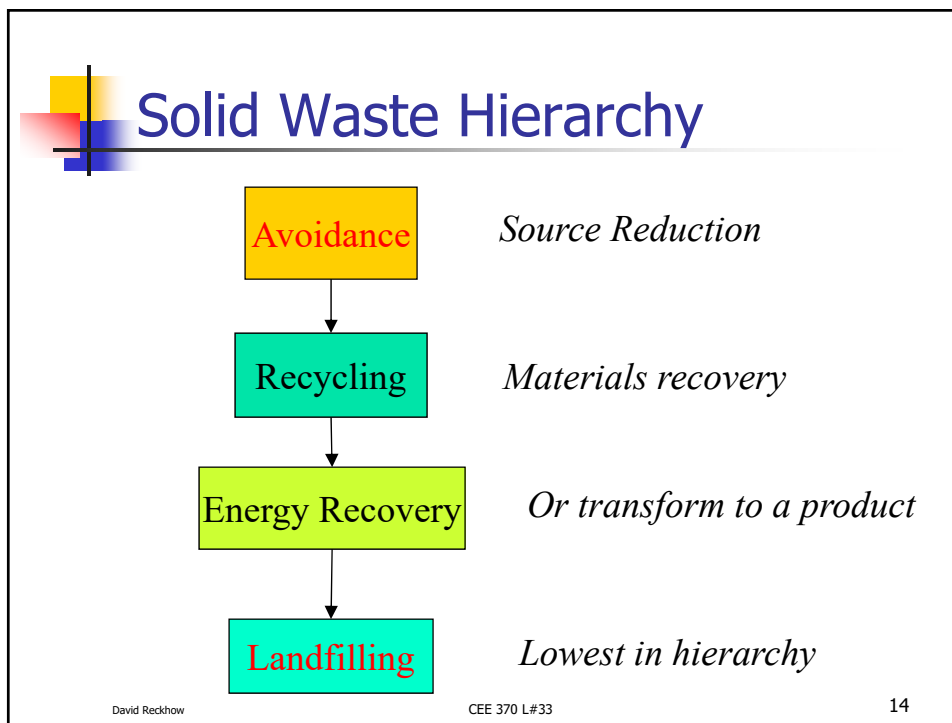 Solid Waste Hierarchy
Avoidance
Source Reduction
Recycling
Materials recovery
Energy Recovery
Or transform to a product
Landfilling
Lowest in hierarchy
David Reckhow
CEE 370 L#33
14